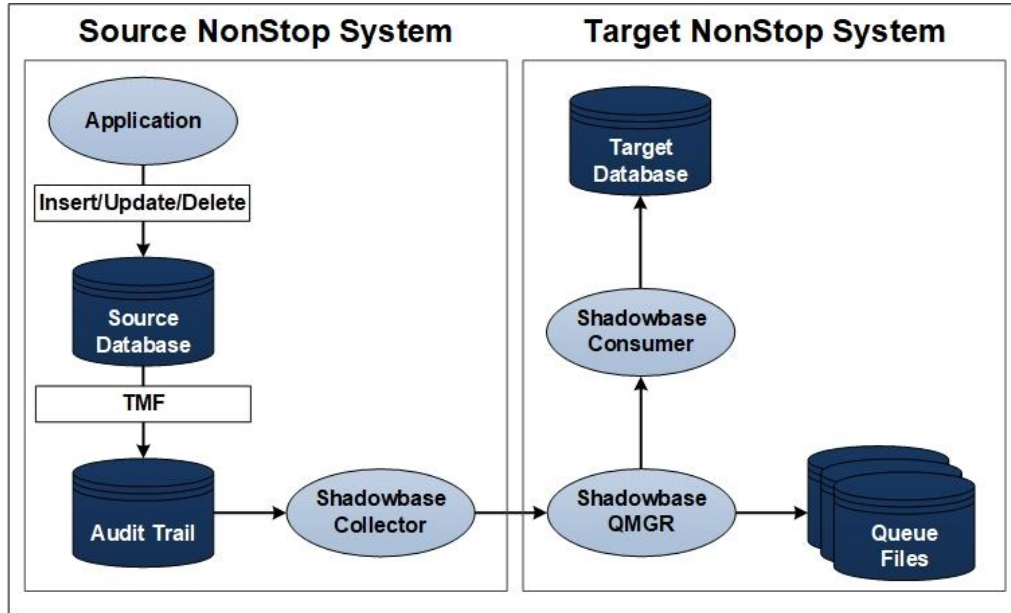 Source NonStop System
Application
Insert/Update/Delete
Source
Database
TMF
Audit Trail
Shadowbase
Collector
Target NonStop System
Target
Database
Shadowbase
Consumer
Shadowbase
QMGR
Queue
Files